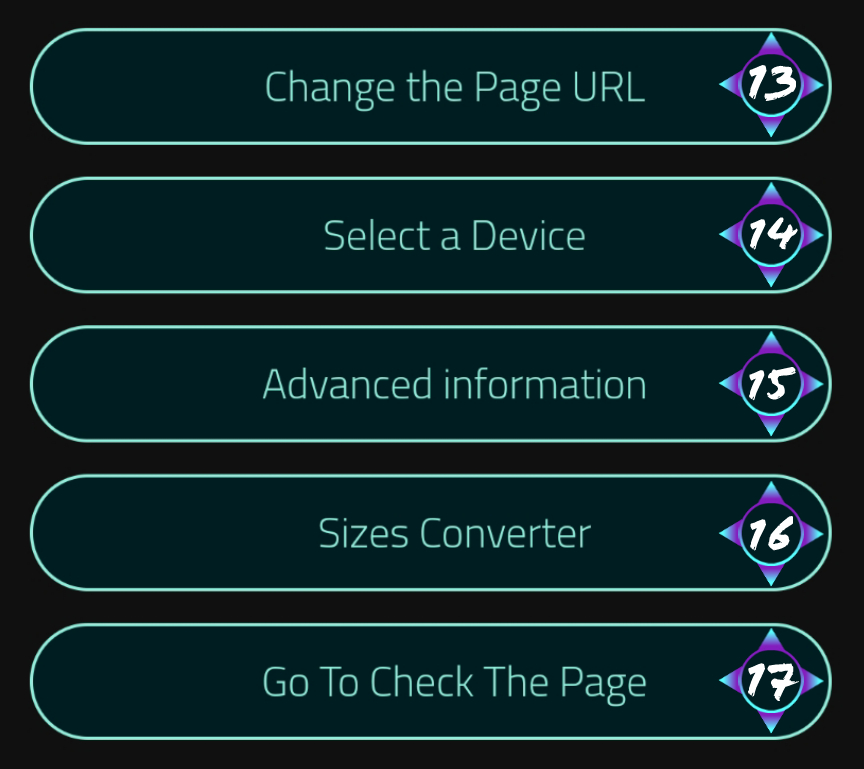 Change the Page URL 13
Select a Device 14
Advanced information 15
Sizes Converter 16
Go To Check The Page 17